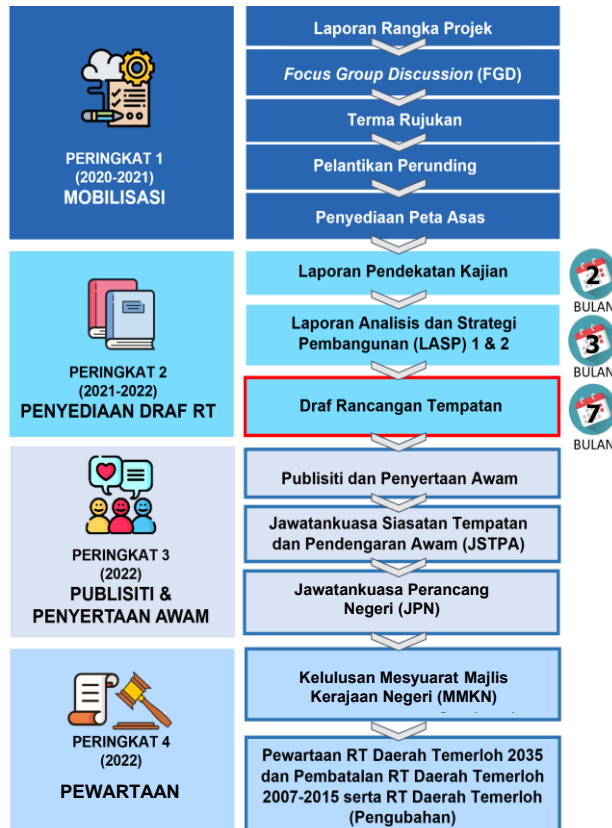 Laporan Rangka Projek
Focus Group Discussion (FGD)
Terma Rujukan
Pelantikan Perunding
Penyediaan Peta Asas
PERINGKAT 1
(2020-2021)
MOBILISASI
Laporan Pendekatan Kajian
2
BULAN
Laporan Analisis dan Strategi
Pembangunan (LASP) 1 & 2
3
BULAN
Draf Rancangan Tempatan
7
BULAN
PERINGKAT 2
(2021-2022)
PENYEDIAAN DRAF RT
Publisiti dan Penyertaan Awam
Jawatankuasa Siasatan Tempatan
dan Pendengaran Awam (JSTPA)
Jawatankuasa Perancang
Negeri (JPN)
PERINGKAT 3
(2022)
PUBLISITI &
PENYERTAAN AWAM
Kelulusan Mesyuarat Majlis
Kerajaan Negeri (MMKN)
Pewartaan RT Daerah Temerloh 2035
dan Pembatalan RT Daerah Temerloh
2007-2015 serta RT Daerah Temerloh
(Pengubahan)
PERINGKAT 4
(2022)
PEWARTAAN